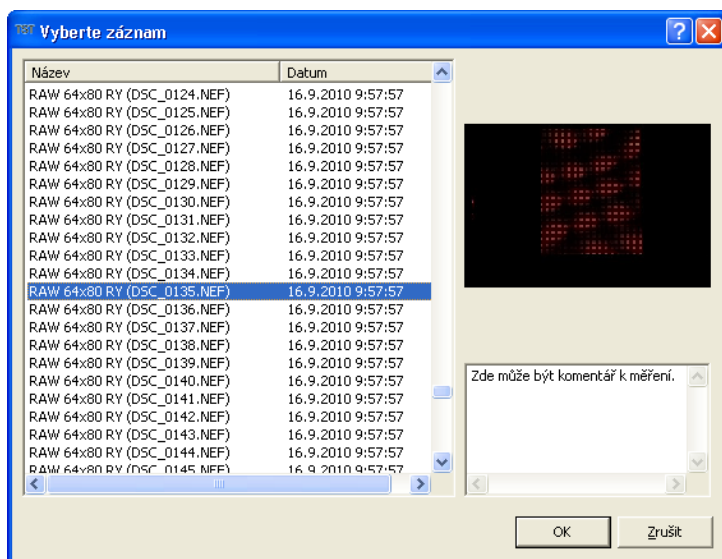 TBT Vyberte záznam
Název Datum
RAW 64x80 RY (DSC_0124.NEF) 16.9.2010 9:57:57
RAW 64x80 RY (DSC_0125.NEF) 16.9.2010 9:57:57
RAW 64x80 RY (DSC_0126.NEF) 16.9.2010 9:57:57
RAW 64x80 RY (DSC_0127.NEF) 16.9.2010 9:57:57
RAW 64x80 RY (DSC_0128.NEF) 16.9.2010 9:57:57
RAW 64x80 RY (DSC_0129.NEF) 16.9.2010 9:57:57
RAW 64x80 RY (DSC_0130.NEF) 16.9.2010 9:57:57
RAW 64x80 RY (DSC_0131.NEF) 16.9.2010 9:57:57
RAW 64x80 RY (DSC_0132.NEF) 16.9.2010 9:57:57
RAW 64x80 RY (DSC_0133.NEF) 16.9.2010 9:57:57
RAW 64x80 RY (DSC_0134.NEF) 16.9.2010 9:57:57
RAW 64x80 RY (DSC_0135.NEF) 16.9.2010 9:57:57
RAW 64x80 RY (DSC_0136.NEF) 16.9.2010 9:57:57
RAW 64x80 RY (DSC_0137.NEF) 16.9.2010 9:57:57
RAW 64x80 RY (DSC_0138.NEF) 16.9.2010 9:57:57
RAW 64x80 RY (DSC_0139.NEF) 16.9.2010 9:57:57
RAW 64x80 RY (DSC_0140.NEF) 16.9.2010 9:57:57
RAW 64x80 RY (DSC_0141.NEF) 16.9.2010 9:57:57
RAW 64x80 RY (DSC_0142.NEF) 16.9.2010 9:57:57
RAW 64x80 RY (DSC_0143.NEF) 16.9.2010 9:57:57
RAW 64x80 RY (DSC_0144.NEF) 16.9.2010 9:57:57
RAW 64x80 RY (DSC_0145.NEF) 16.9.2010 9:57:57
Zde může být komentář k měření.
OK Zrušit